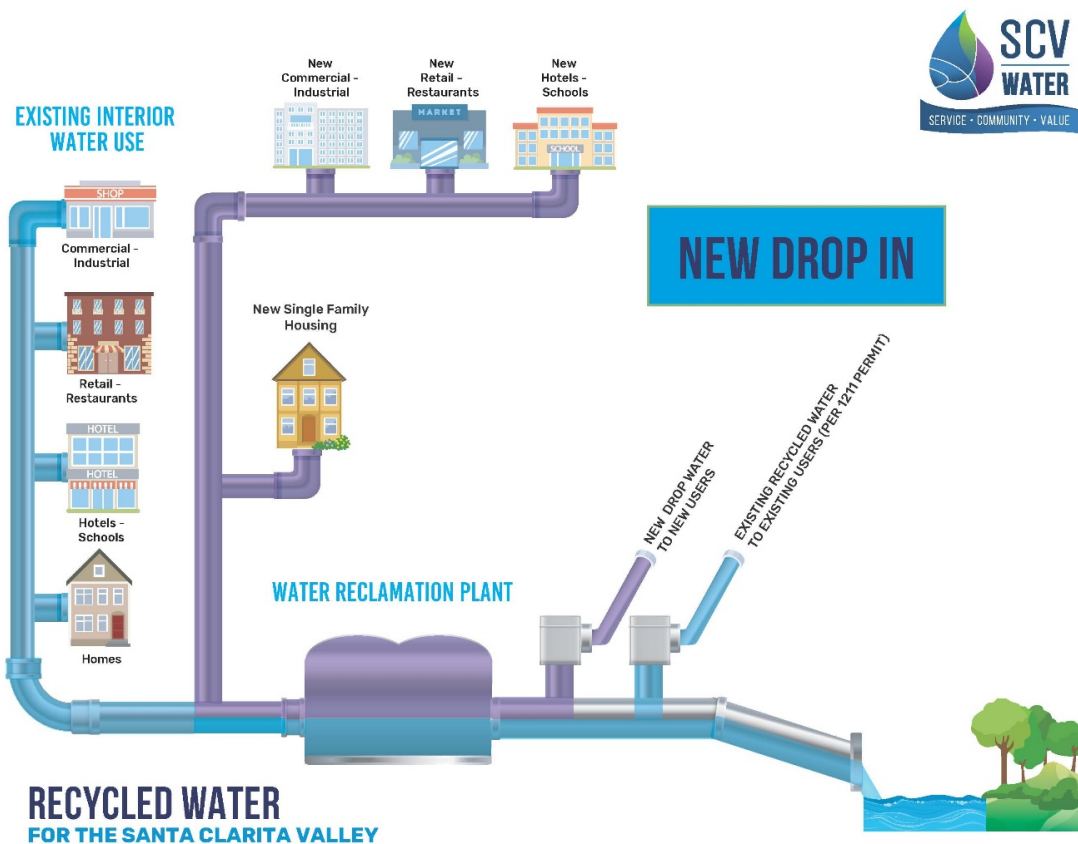 SCV
WATER
SERVICE • COMMUNITY • VALUE
New
Commercial -
Industrial
New
Retail -
Restaurants
New
Hotels -
Schools
MARKET
SCHOOL
EXISTING INTERIOR
WATER USE
SHOP
Commercial -
Industrial
Retail -
Restaurants
HOTEL
HOTEL
Hotels -
Schools
Homes
New Single Family
Housing
NEW DROP IN
NEW DROP WATER
TO NEW USERS
EXISTING RECYCLED WATER
TO EXISTING USERS (PER 1211 PERMIT)
WATER RECLAMATION PLANT
RECYCLED WATER
FOR THE SANTA CLARITA VALLEY